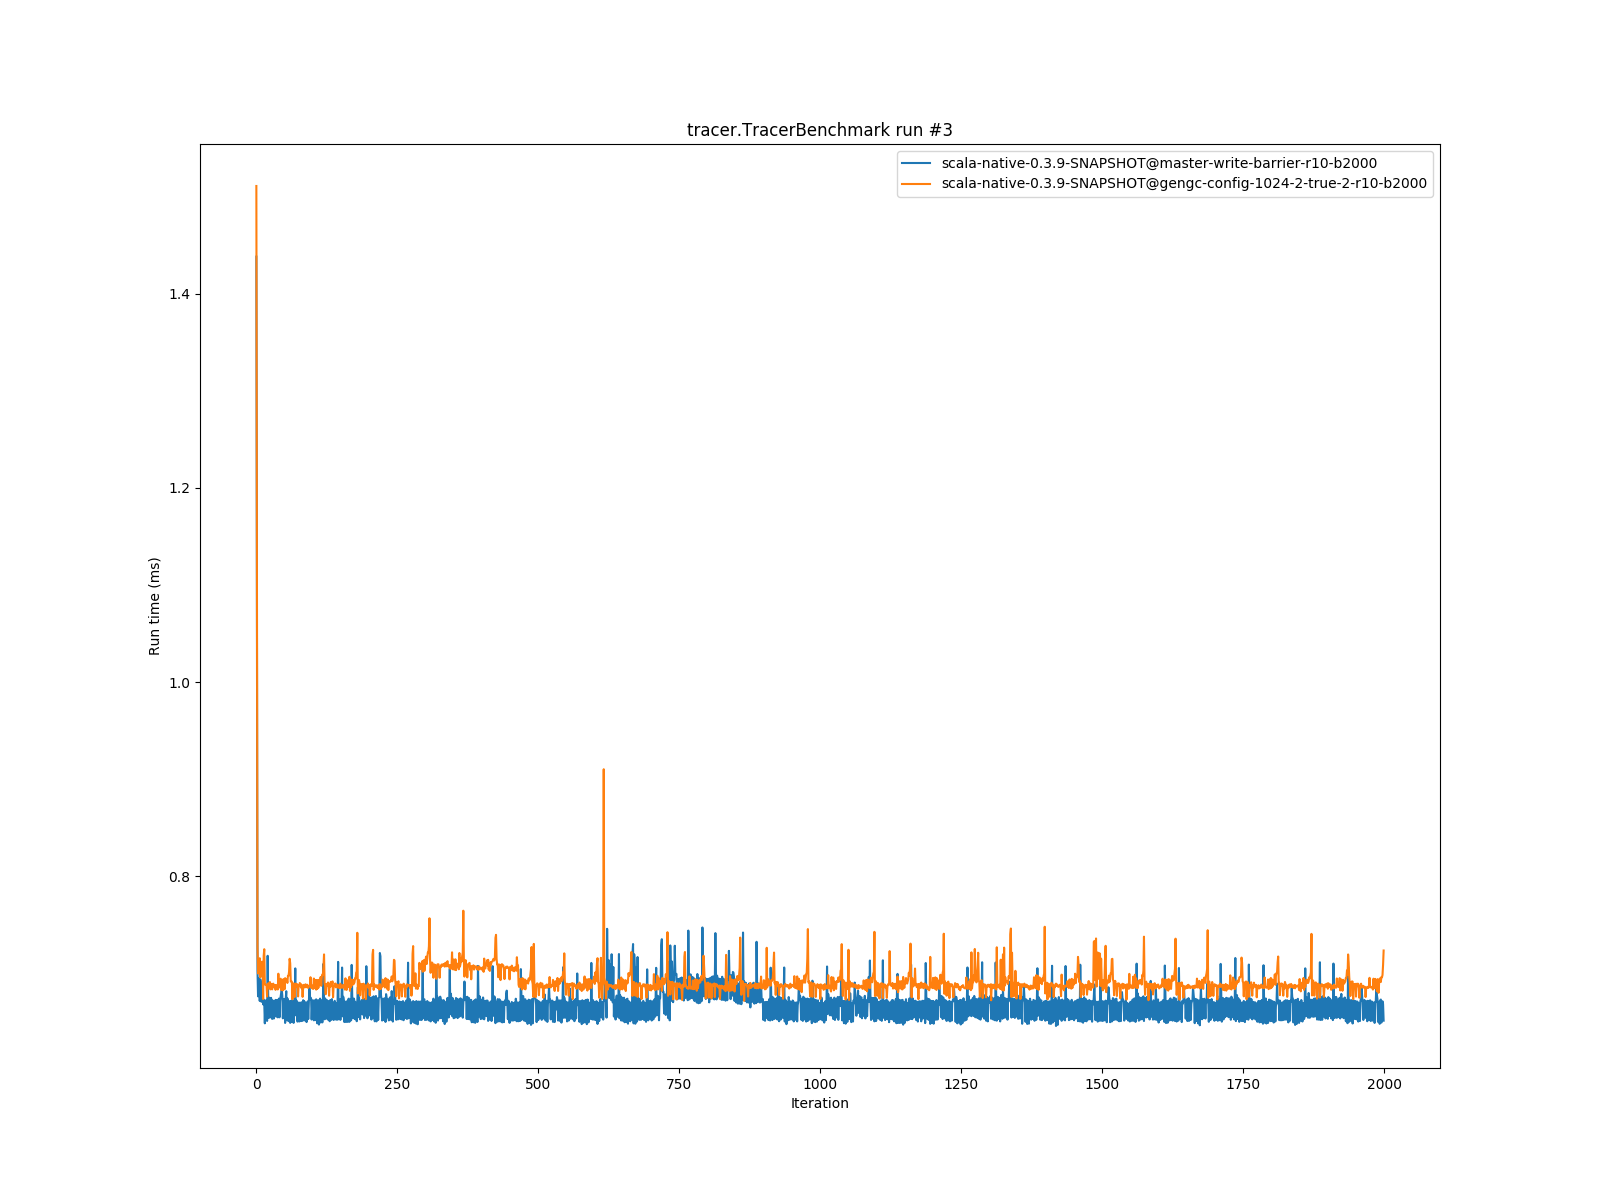 tracer.TracerBenchmark run #3
scala-native-0.3.9-SNAPSHOT@master-write-barrier-r10-b2000
scala-native-0.3.9-SNAPSHOT@gengc-config-1024-2-true-2-r10-b2000
1.4
1.2
1.0
0.8
Run time (ms)
0 250 500 750 1000 1250 1500 1750 2000
Iteration